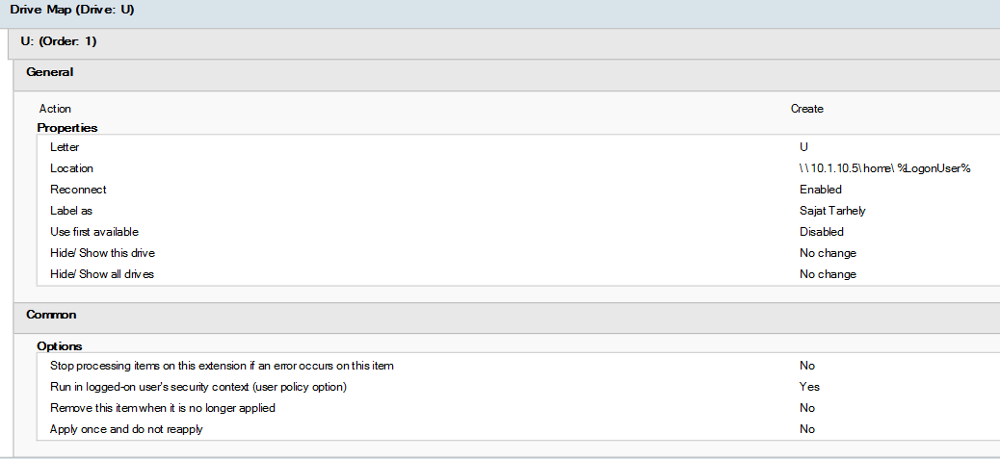 Drive Map (Drive: U)
U: (Order: 1)
General
Action Create
Properties
Letter U
Location \\10.1.10.5\home\%LogonUser%
Reconnect Enabled
Label as Sajat Tarhely
Use first available Disabled
Hide/Show this drive No change
Hide/Show all drives No change
Common
Options
Stop processing items on this extension if an error occurs on this item No
Run in logged-on user's security context (user policy option) Yes
Remove this item when it is no longer applied No
Apply once and do not reapply No